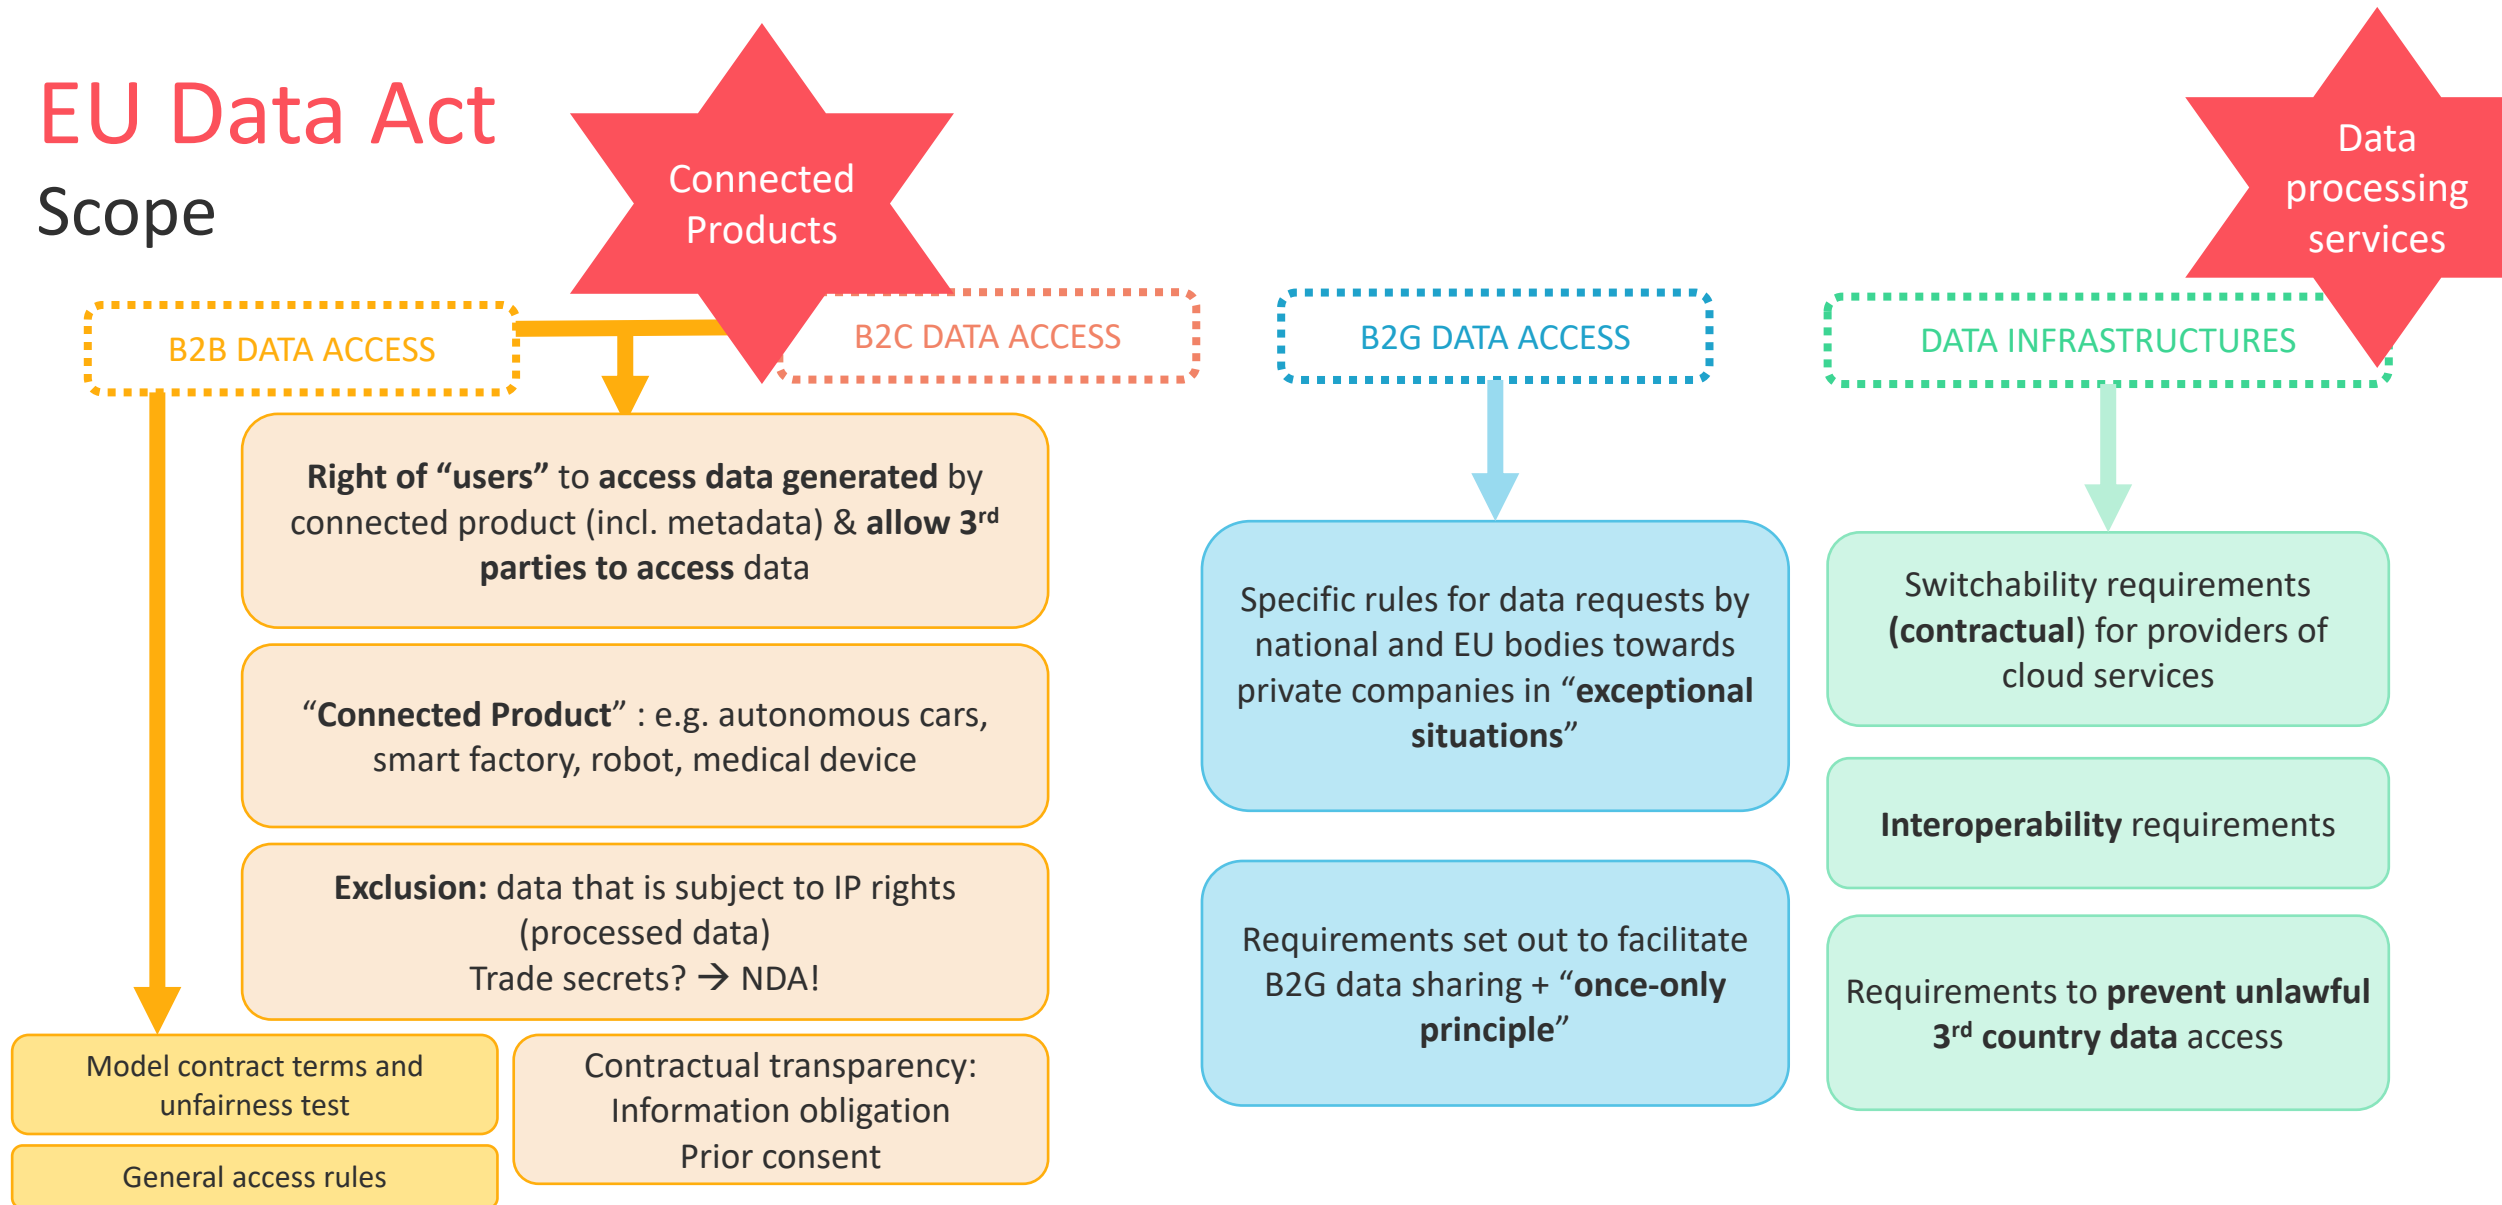 EU Data Act
Scope
Connected
Products
Data
processing
services
B2B DATA ACCESS
B2C DATA ACCESS
B2G DATA ACCESS
DATA INFRASTRUCTURES
Right of “users” to access data generated by
connected product (incl. metadata) & allow 3rd
parties to access data
“Connected Product” : e.g. autonomous cars,
smart factory, robot, medical device
Exclusion: data that is subject to IP rights
(processed data)
Trade secrets? → NDA!
Model contract terms and
unfairness test
General access rules
Contractual transparency:
Information obligation
Prior consent
Specific rules for data requests by
national and EU bodies towards
private companies in “exceptional
situations”
Requirements set out to facilitate
B2G data sharing + “once-only
principle”
Switchability requirements
(contractual) for providers of
cloud services
Interoperability requirements
Requirements to prevent unlawful
3rd country data access